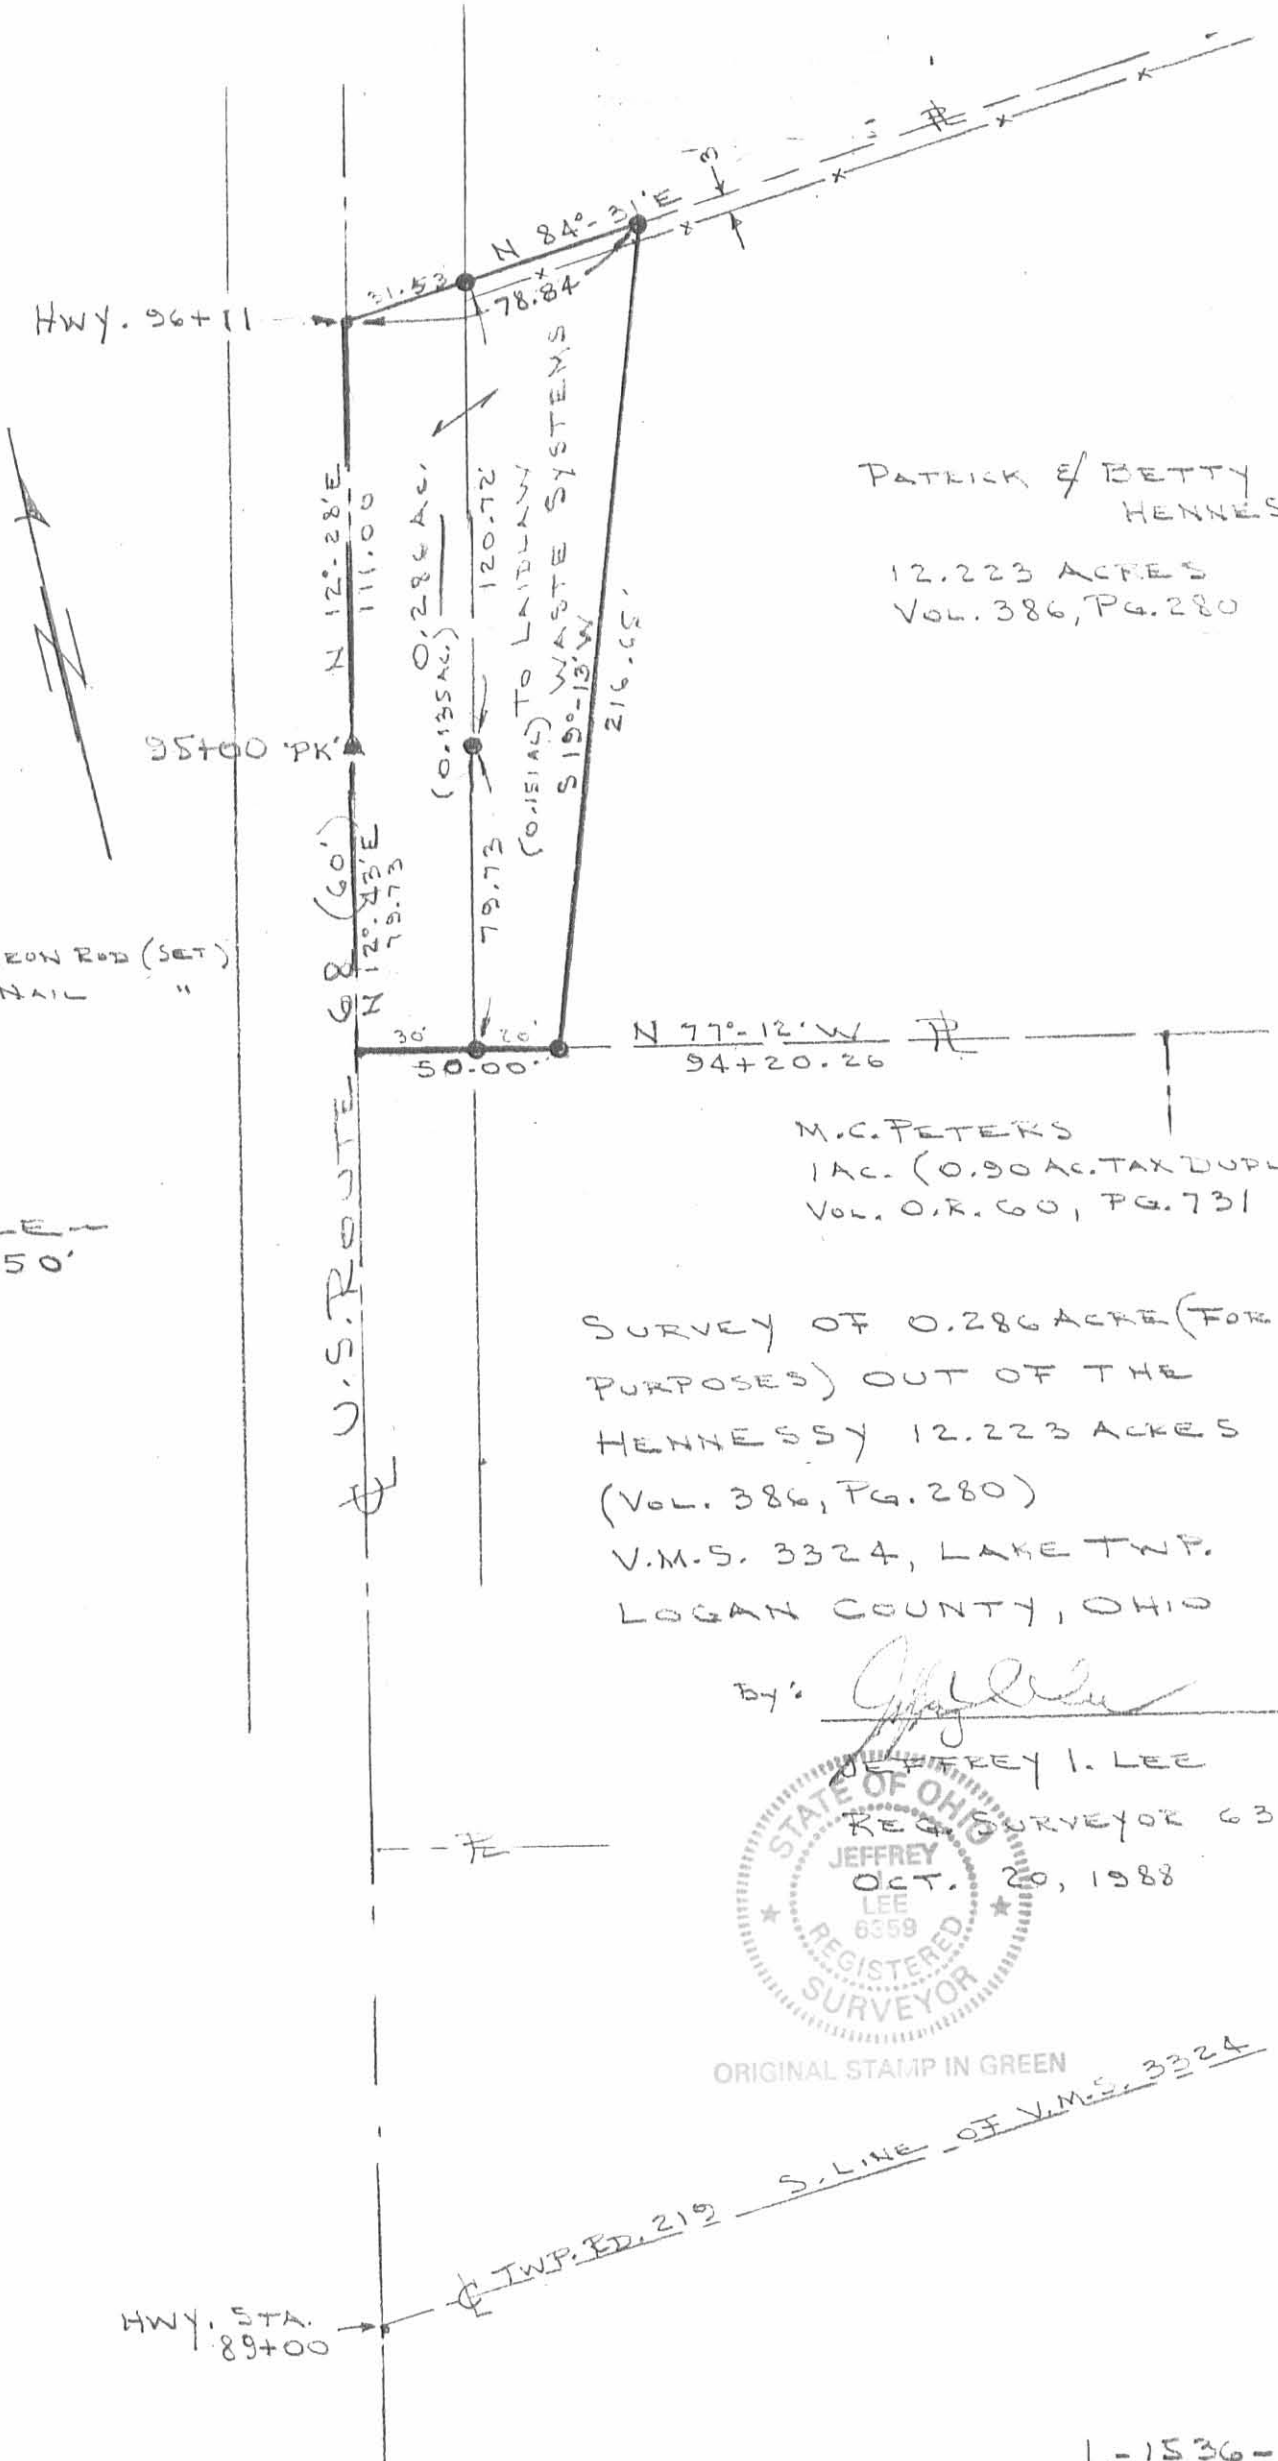 3'
N 84°-31'E
31.53
78.84
HWY. 96+11
N 12°-28'E
111.00
0.286 AC.
(0.135 AC.)
120.72
(0.151 AC) TO LAIDLAW
WASTE SYSTEMS
S 19°-13'W
216.65'
PATRICK & BETTY
HENNES
12.223 ACRES
VOL. 386, PG. 280
95+00 'PK'
N 12°-43'E
79.73
79.73
IRON ROD (SET)
NAIL "
30'
20'
50.00'
N 77°-12'W PL
94+20.26
M.C. PETERS
1 AC. (0.90 AC. TAX DUPL
VOL. O.R. 60, PG. 731
LE
50'
CL U.S. ROUTE 68 (60')
SURVEY OF 0.286 ACRE (FOR
PURPOSES) OUT OF THE
HENNESSY 12.223 ACRES
(VOL. 386, PG. 280)
V.M.S. 3324, LAKE TWP.
LOGAN COUNTY, OHIO
BY:
JEFFREY I. LEE
REG. SURVEYOR 63
OCT. 20, 1988
STATE OF OHIO
JEFFREY
LEE
6359
REGISTERED
SURVEYOR
ORIGINAL STAMP IN GREEN
PL
CL TWP. RD. 219 S. LINE OF V.M.S. 3324
HWY. STA.
89+00
1-1536-